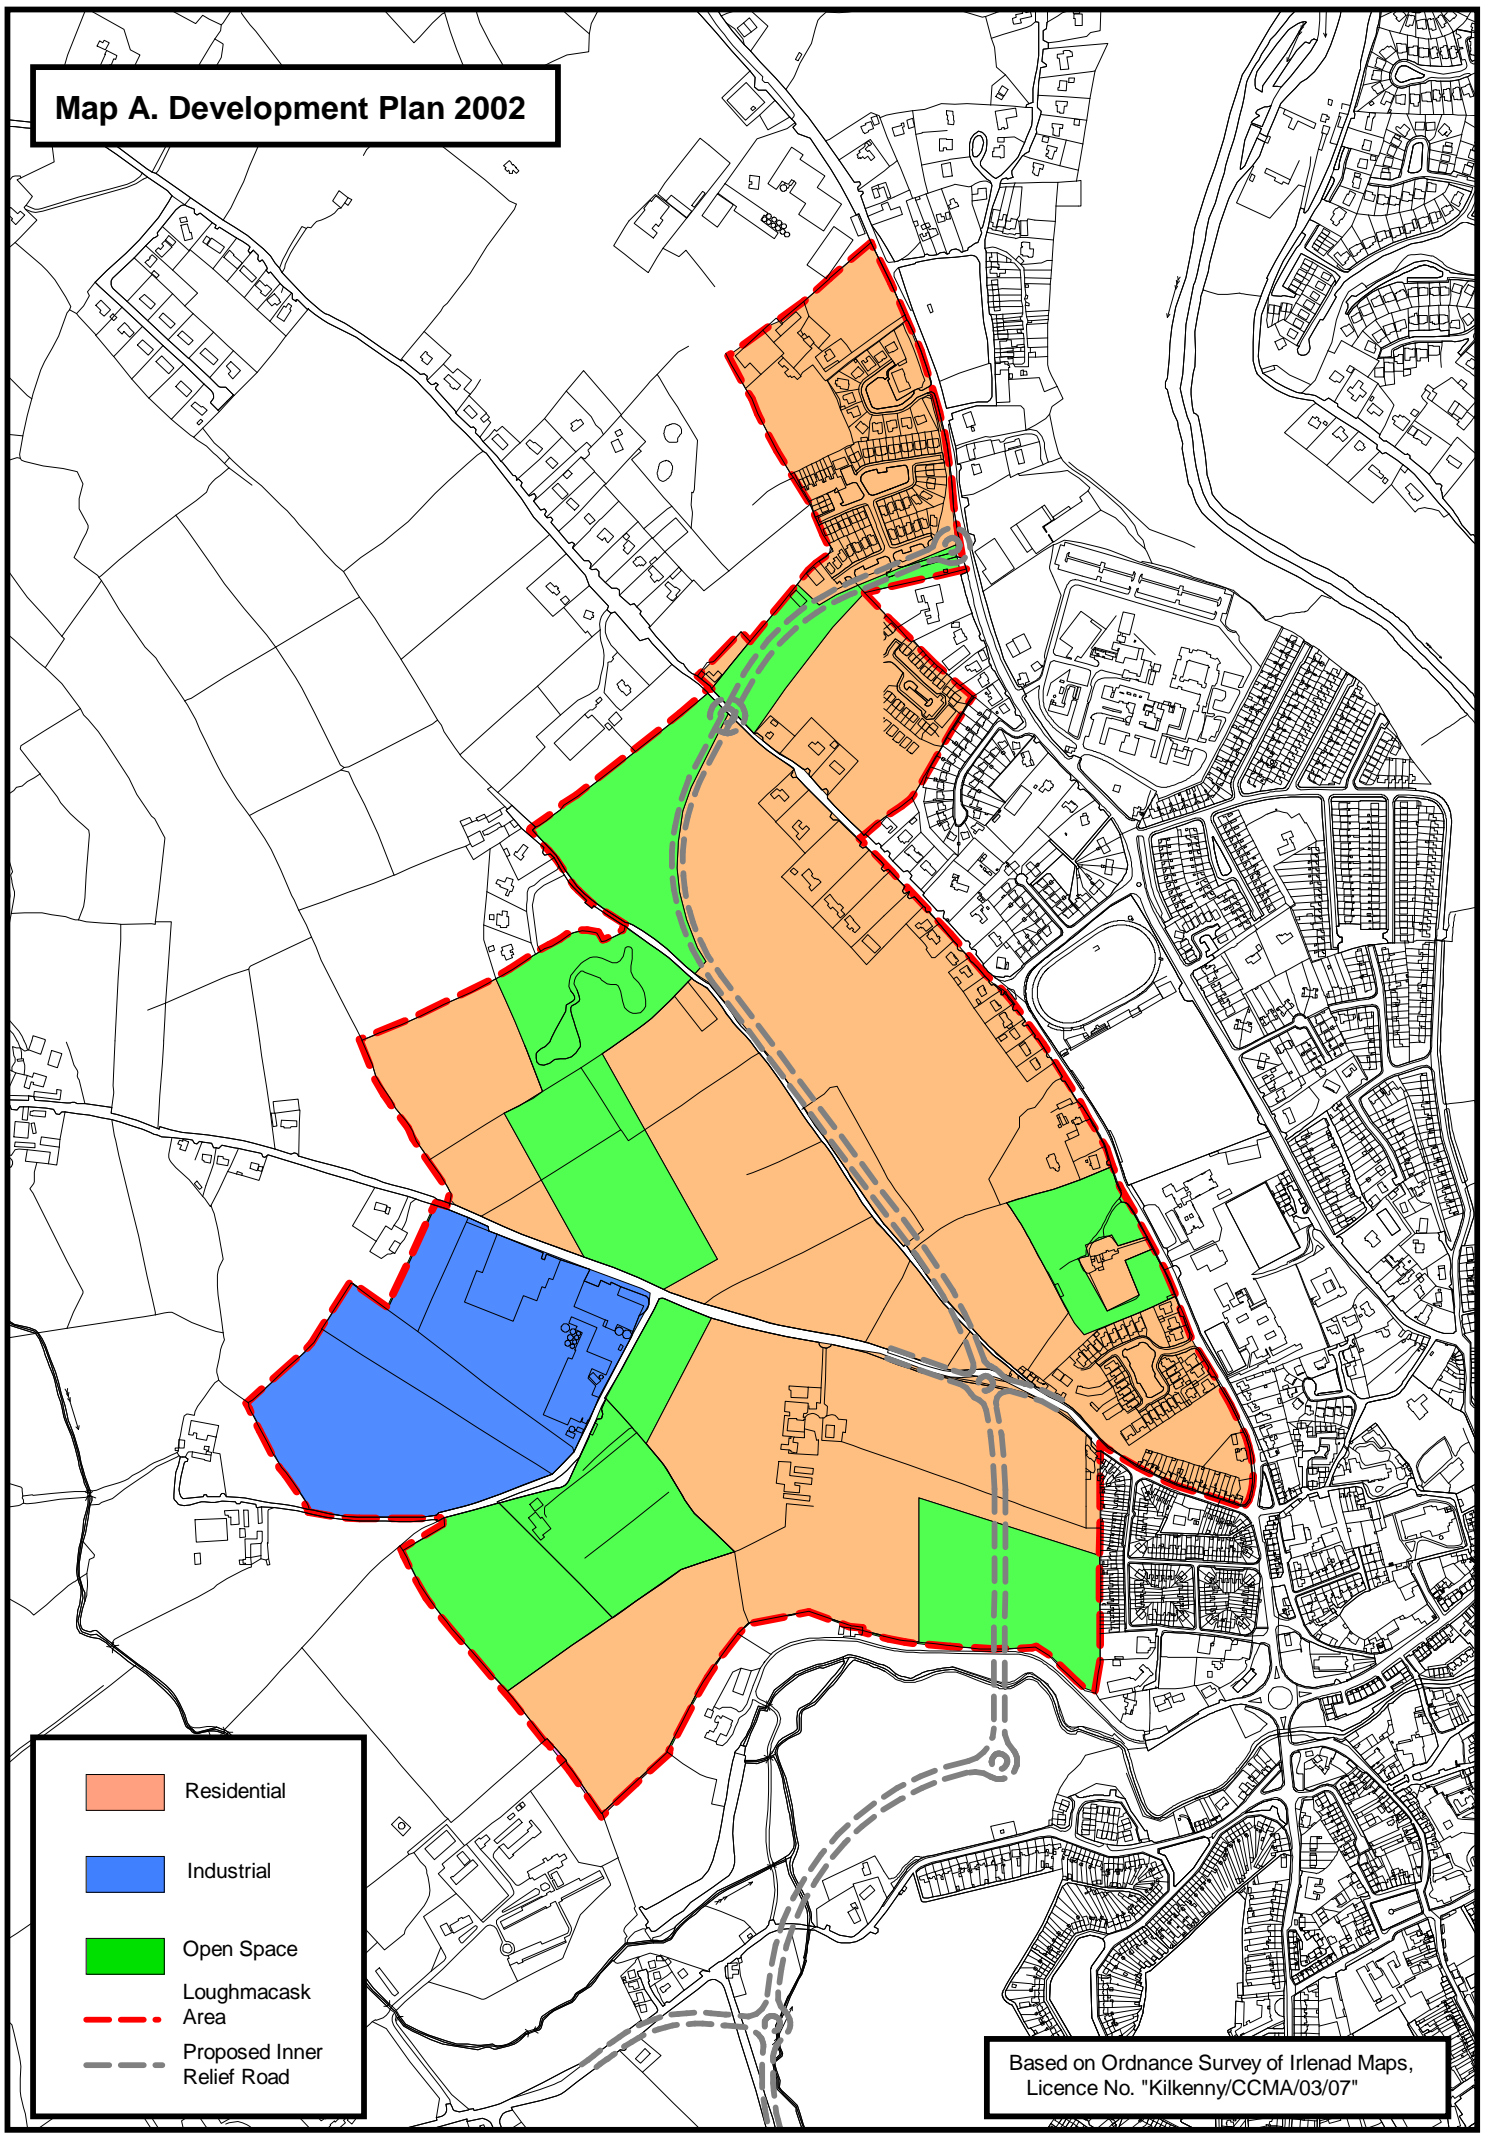 Map A. Development Plan 2002
Residential
Industrial
Open Space
Loughmacask
Area
Proposed Inner
Relief Road
Based on Ordnance Survey of Irlenad Maps,
Licence No. "Kilkenny/CCMA/03/07"